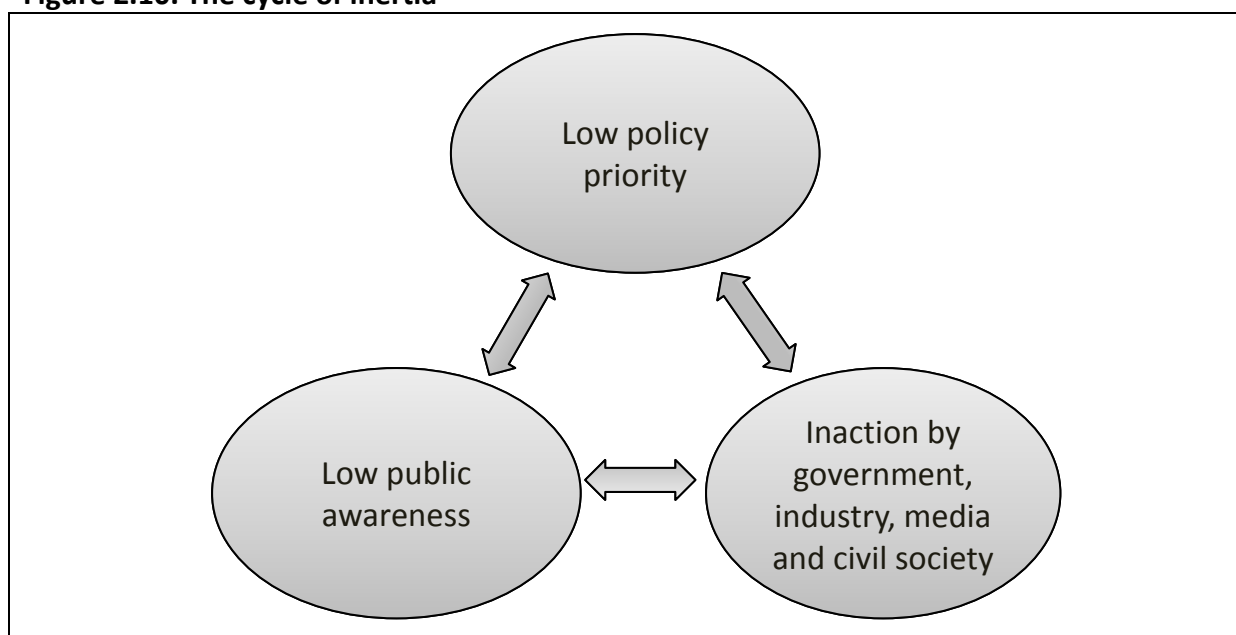 Figure 2.10: The cycle of inertia
Low policy
priority
Low public
awareness
Inaction by
government,
industry, media
and civil society